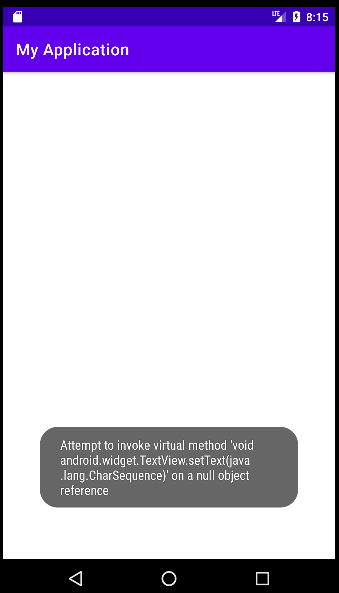 LTE 8:15
My Application
Attempt to invoke virtual method 'void
android.widget.TextView.setText(java
.lang.CharSequence)' on a null object
reference